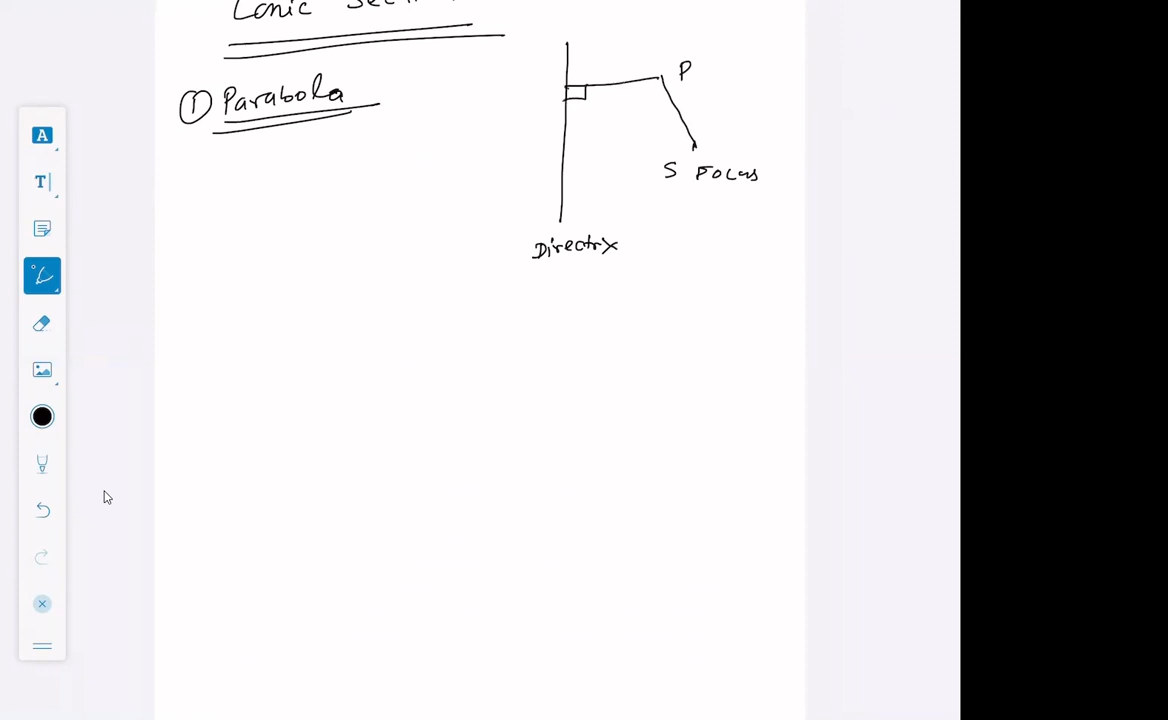 Conic
① Parabola
P
S Focus
Directrix
A
T